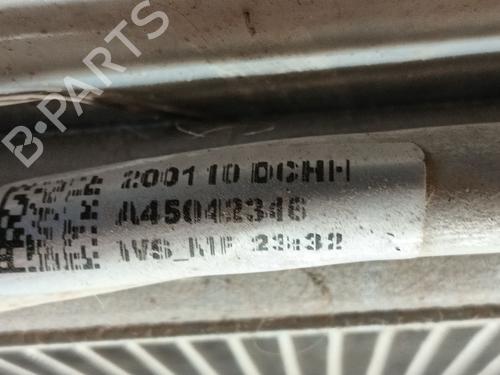 B-PARTS
200110 DCHH
A45042346
WS_MF 23:32